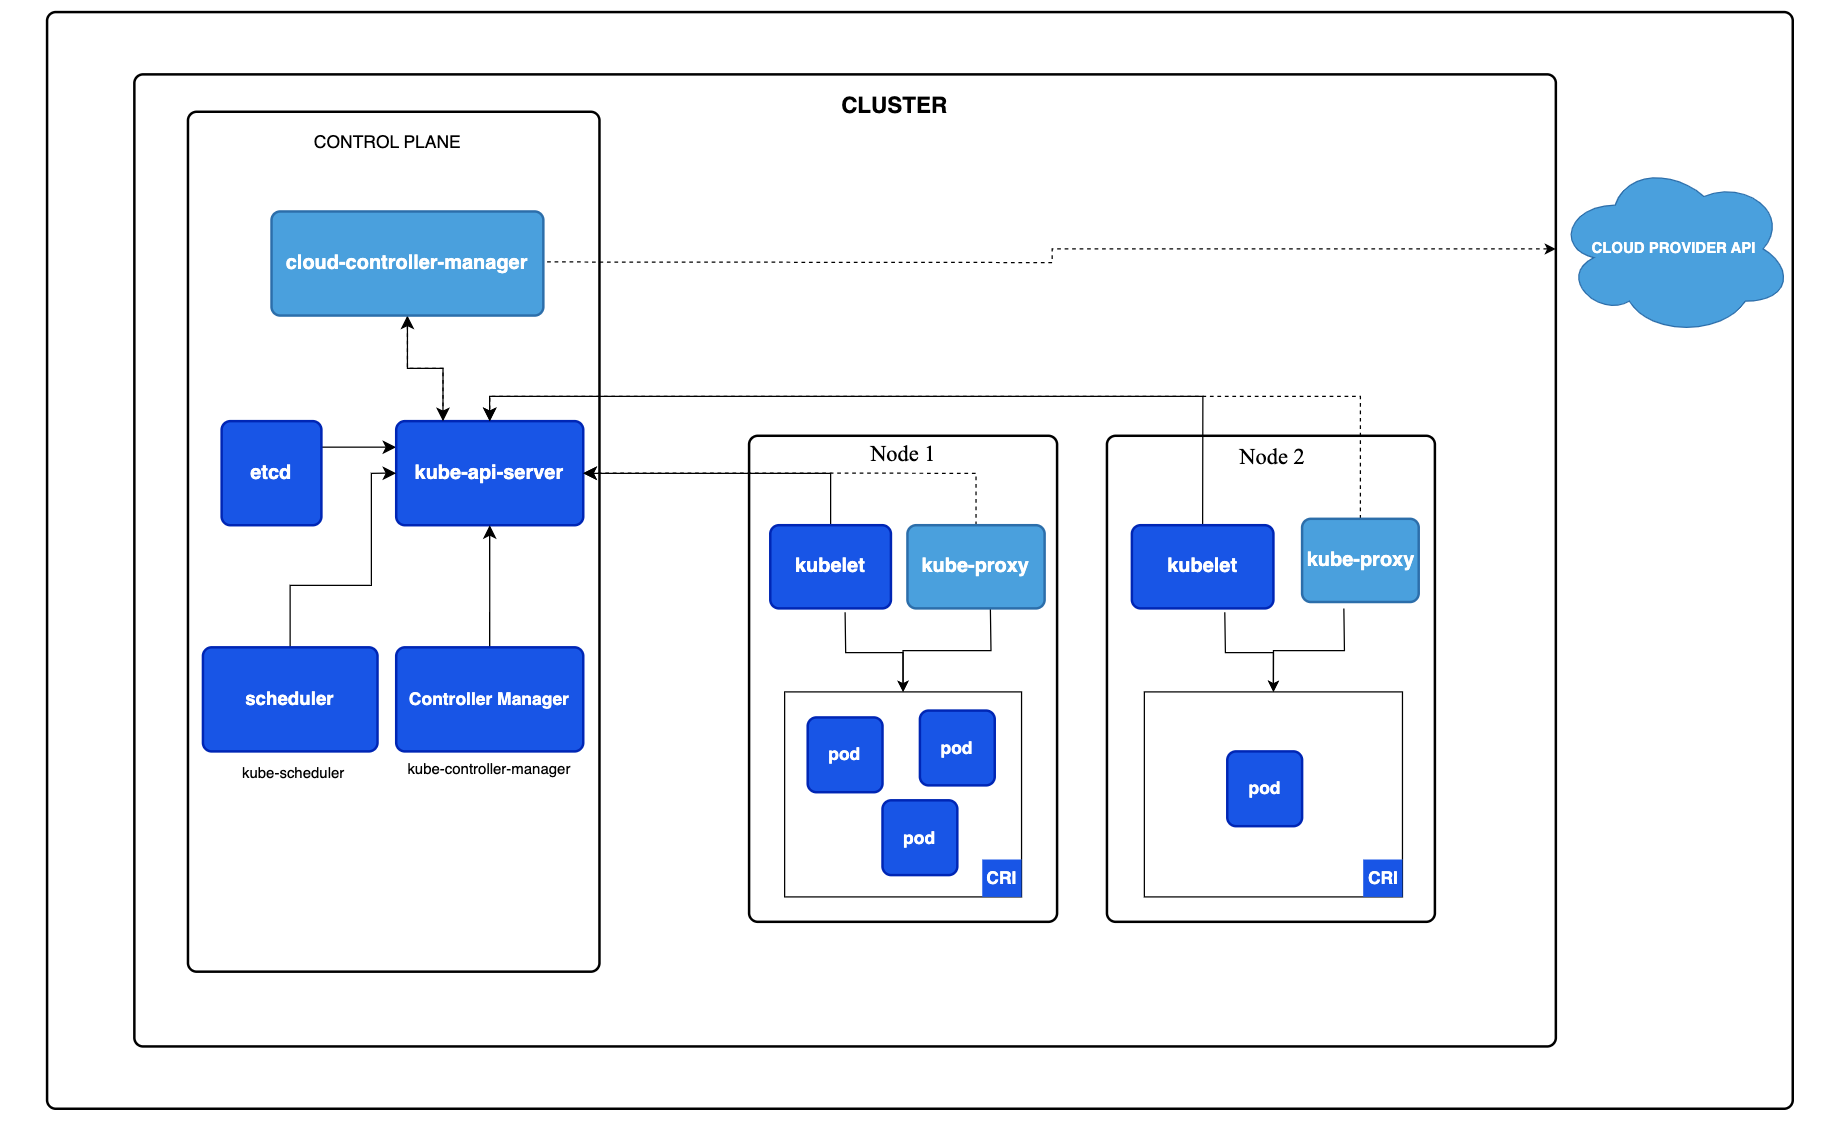 CLUSTER
CONTROL PLANE
cloud-controller-manager
CLOUD PROVIDER API
etcd
kube-api-server
scheduler
kube-scheduler
Controller Manager
kube-controller-manager
Node 1
kubelet
kube-proxy
pod
pod
pod
CRI
Node 2
kubelet
kube-proxy
pod
CRI